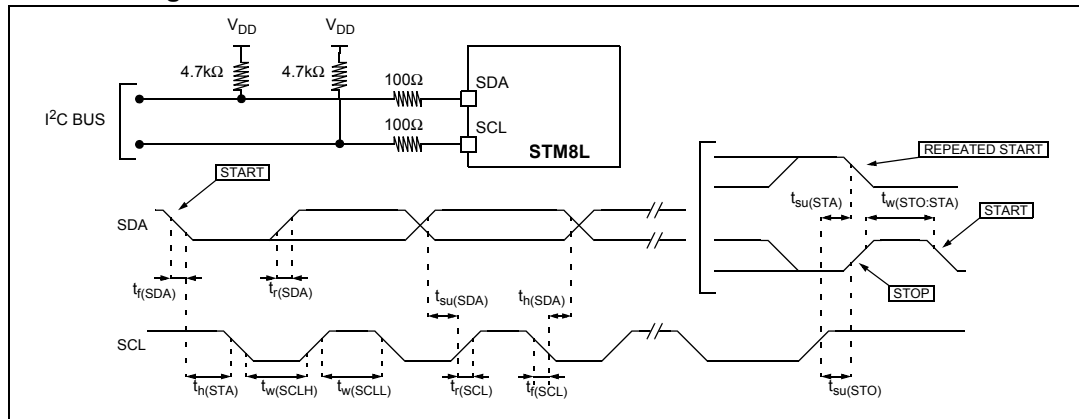 V_DD V_DD
4.7kΩ 4.7kΩ 100Ω SDA
I²C BUS
100Ω SCL
STM8L
START
REPEATED START
t_su(STA) t_w(STO:STA)
START
SDA
STOP
t_f(SDA) t_r(SDA) t_su(SDA) t_h(SDA)
SCL
t_h(STA) t_w(SCLH) t_w(SCLL) t_r(SCL) t_f(SCL) t_su(STO)